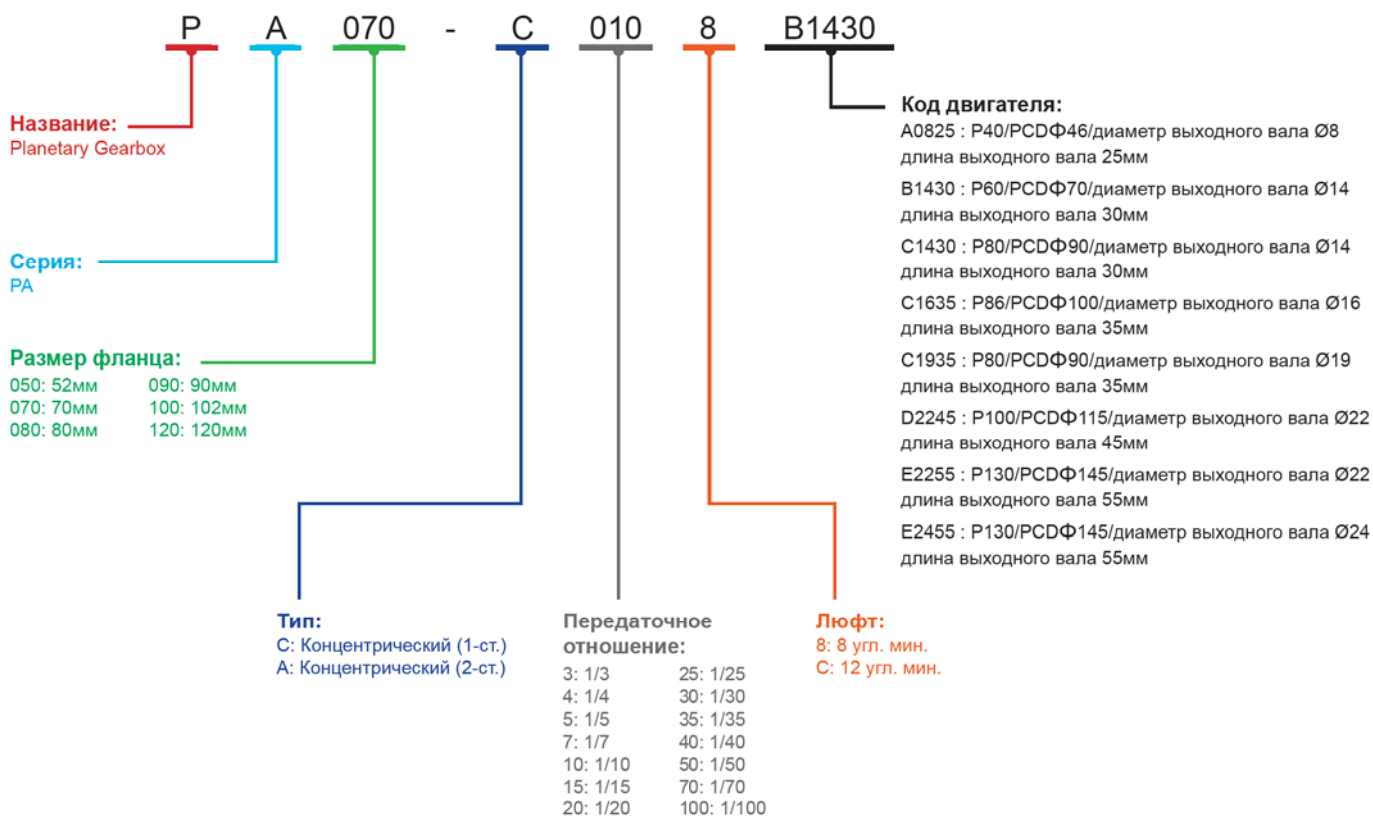 P A 070 - C 010 8 B1430
Название:
Planetary Gearbox
Серия:
PA
Размер фланца:
050: 52мм 090: 90мм
070: 70мм 100: 102мм
080: 80мм 120: 120мм
Код двигателя:
A0825 : P40/PCDФ46/диаметр выходного вала Ø8
длина выходного вала 25мм
B1430 : P60/PCDФ70/диаметр выходного вала Ø14
длина выходного вала 30мм
C1430 : P80/PCDФ90/диаметр выходного вала Ø14
длина выходного вала 30мм
C1635 : P86/PCDФ100/диаметр выходного вала Ø16
длина выходного вала 35мм
C1935 : P80/PCDФ90/диаметр выходного вала Ø19
длина выходного вала 35мм
D2245 : P100/PCDФ115/диаметр выходного вала Ø22
длина выходного вала 45мм
E2255 : P130/PCDФ145/диаметр выходного вала Ø22
длина выходного вала 55мм
E2455 : P130/PCDФ145/диаметр выходного вала Ø24
длина выходного вала 55мм
Тип:
C: Концентрический (1-ст.)
A: Концентрический (2-ст.)
Передаточное
отношение:
3: 1/3 25: 1/25
4: 1/4 30: 1/30
5: 1/5 35: 1/35
7: 1/7 40: 1/40
10: 1/10 50: 1/50
15: 1/15 70: 1/70
20: 1/20 100: 1/100
Люфт:
8: 8 угл. мин.
C: 12 угл. мин.